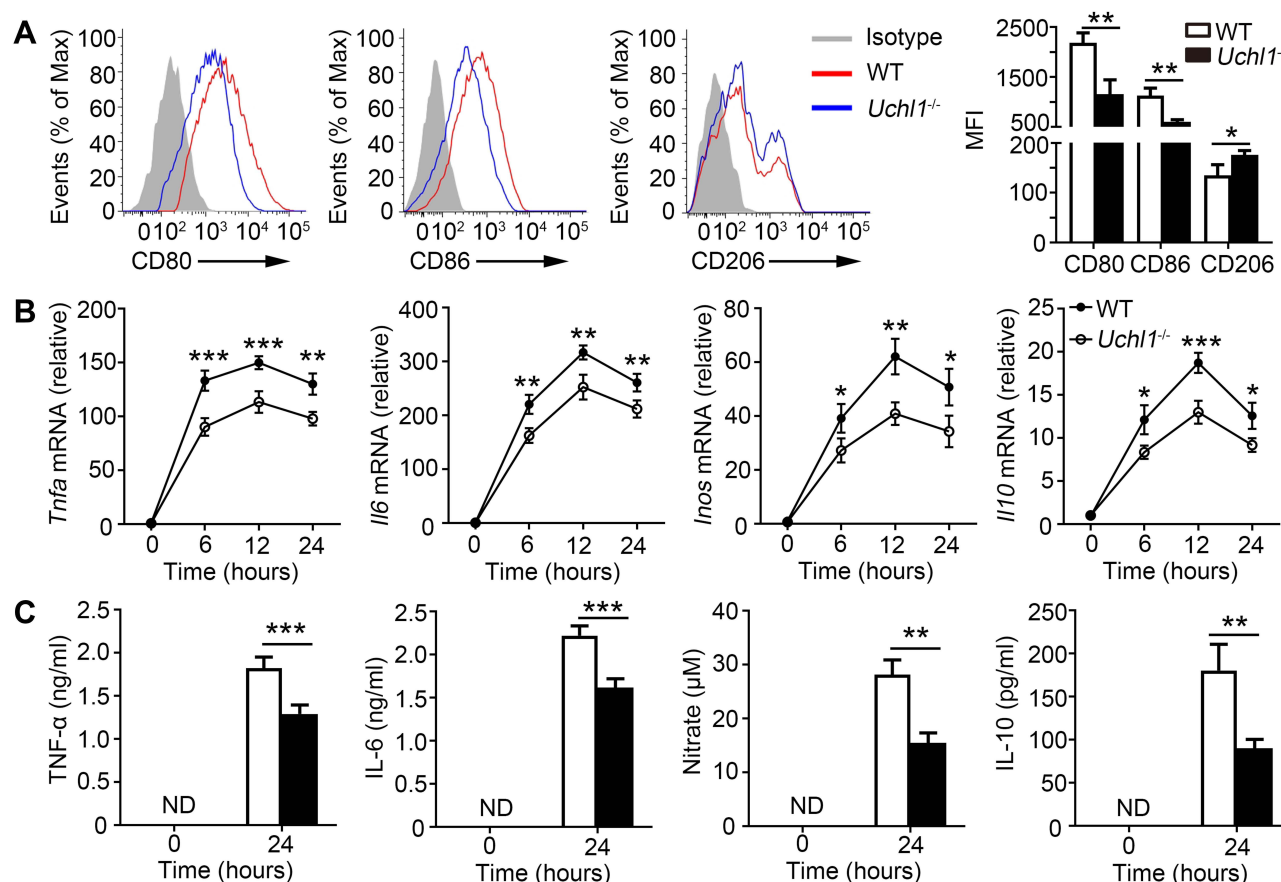 A
Events (% of Max)
100
80
60
40
20
0
010² 10³ 10⁴ 10⁵
CD80
Events (% of Max)
100
80
60
40
20
0
010² 10³ 10⁴ 10⁵
CD86
Events (% of Max)
100
80
60
40
20
0
010² 10³ 10⁴ 10⁵
CD206
Isotype
WT
Uchl1⁻/⁻
MFI
2500
1500
500
200
100
0
** ** *
CD80 CD86 CD206
WT
Uchl1⁻
B
Tnfa mRNA (relative)
200
150
100
50
0
*** *** **
0 6 12 24
Time (hours)
Il6 mRNA (relative)
400
300
200
100
0
** ** **
0 6 12 24
Time (hours)
Inos mRNA (relative)
80
60
40
20
0
* ** *
0 6 12 24
Time (hours)
Il10 mRNA (relative)
25
20
15
10
5
0
* *** *
0 6 12 24
Time (hours)
WT
Uchl1⁻/⁻
C
TNF-α (ng/ml)
2.5
2.0
1.5
1.0
0.5
0
***
ND
0 24
Time (hours)
IL-6 (ng/ml)
2.5
2.0
1.5
1.0
0.5
0
***
ND
0 24
Time (hours)
Nitrate (μM)
40
30
20
10
0
**
ND
0 24
Time (hours)
IL-10 (pg/ml)
250
200
150
100
50
0
**
ND
0 24
Time (hours)